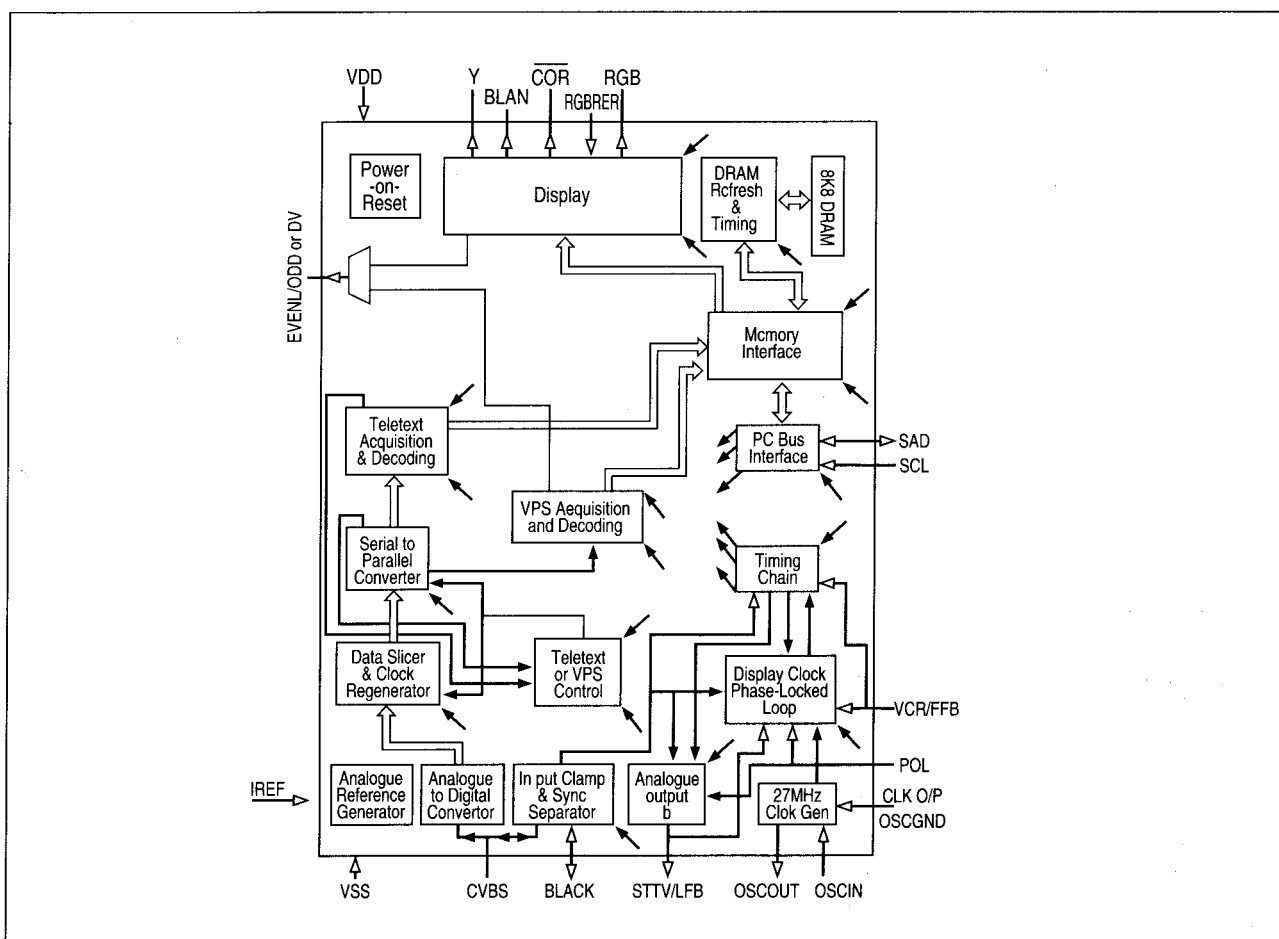 VDD
Y
BLAN
COR
RGBRER
RGB
Power
-on-
Reset
Display
DRAM
Rcfresh
&
Timing
8K8 DRAM
EVENL/ODD or DV
Mcmory
Interface
Teletext
Acquisition
& Decoding
PC Bus
Interface
SAD
SCL
VPS Aequisition
and Decoding
Serial to
Parallel
Converter
Timing
Chain
Data Slicer
& Clock
Regenerator
Teletext
or VPS
Control
Display Clock
Phase-Locked
Loop
VCR/FFB
POL
IREF
Analogue
Reference
Generator
Analogue
to Digital
Convertor
In put Clamp
& Sync
Separator
Analogue
output
b
27MHz
Clok Gen
CLK O/P
OSCGND
VSS
CVBS
BLACK
STTV/LFB
OSCOUT
OSCIN